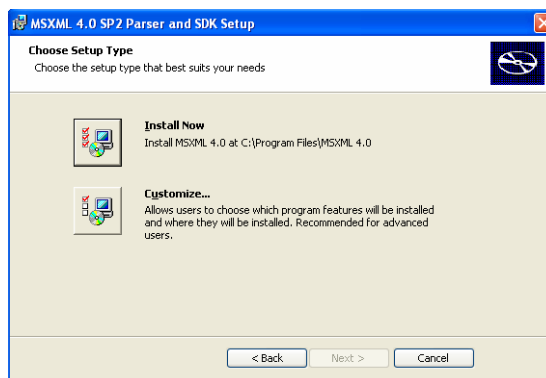 MSXML 4.0 SP2 Parser and SDK Setup
Choose Setup Type
Choose the setup type that best suits your needs
Install Now
Install MSXML 4.0 at C:\Program Files\MSXML 4.0
Customize...
Allows users to choose which program features will be installed
and where they will be installed. Recommended for advanced
users.
< Back
Next >
Cancel